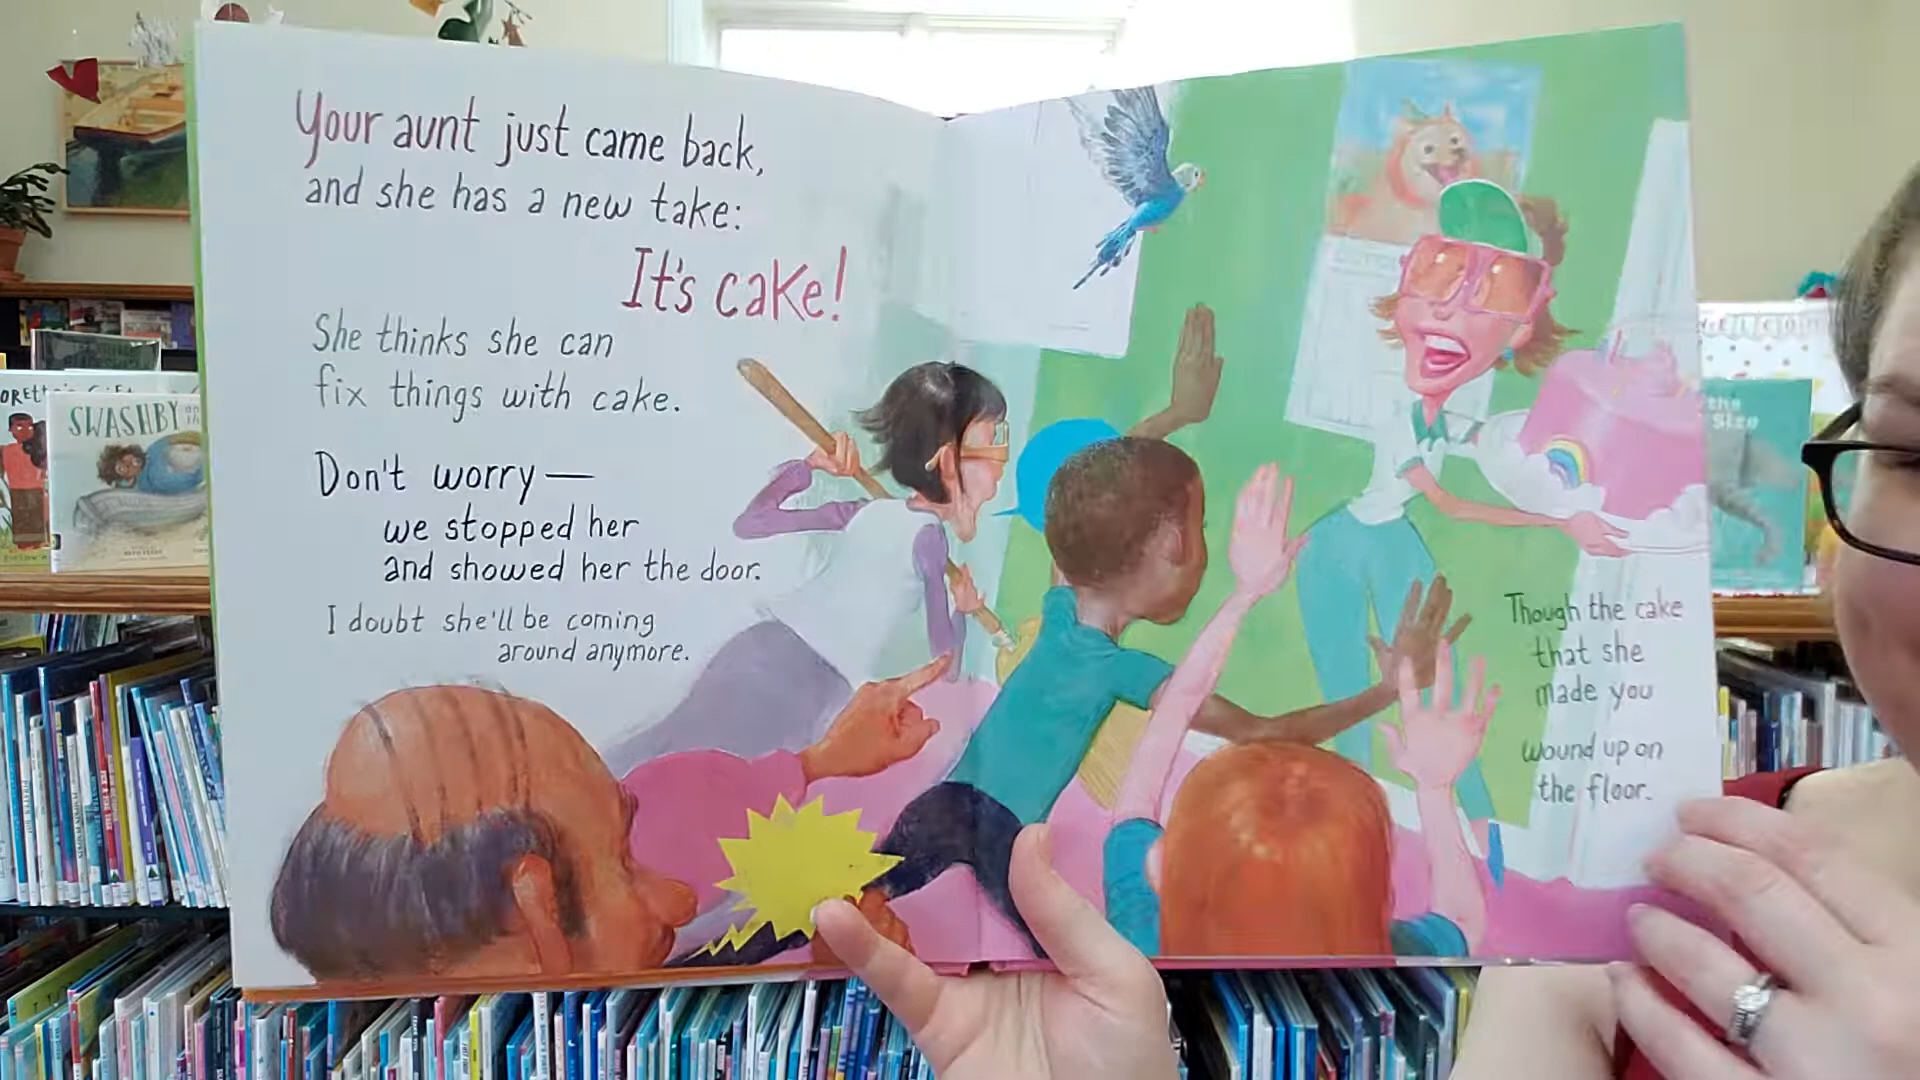 Your aunt just came back,
and she has a new take:
It's cake!
She thinks she can
fix things with cake.
Don't worry—
we stopped her
and showed her the door.
I doubt she'll be coming
around anymore.
Though the cake
that she
made you
wound up on
the floor.
SWASHBY
the
Size